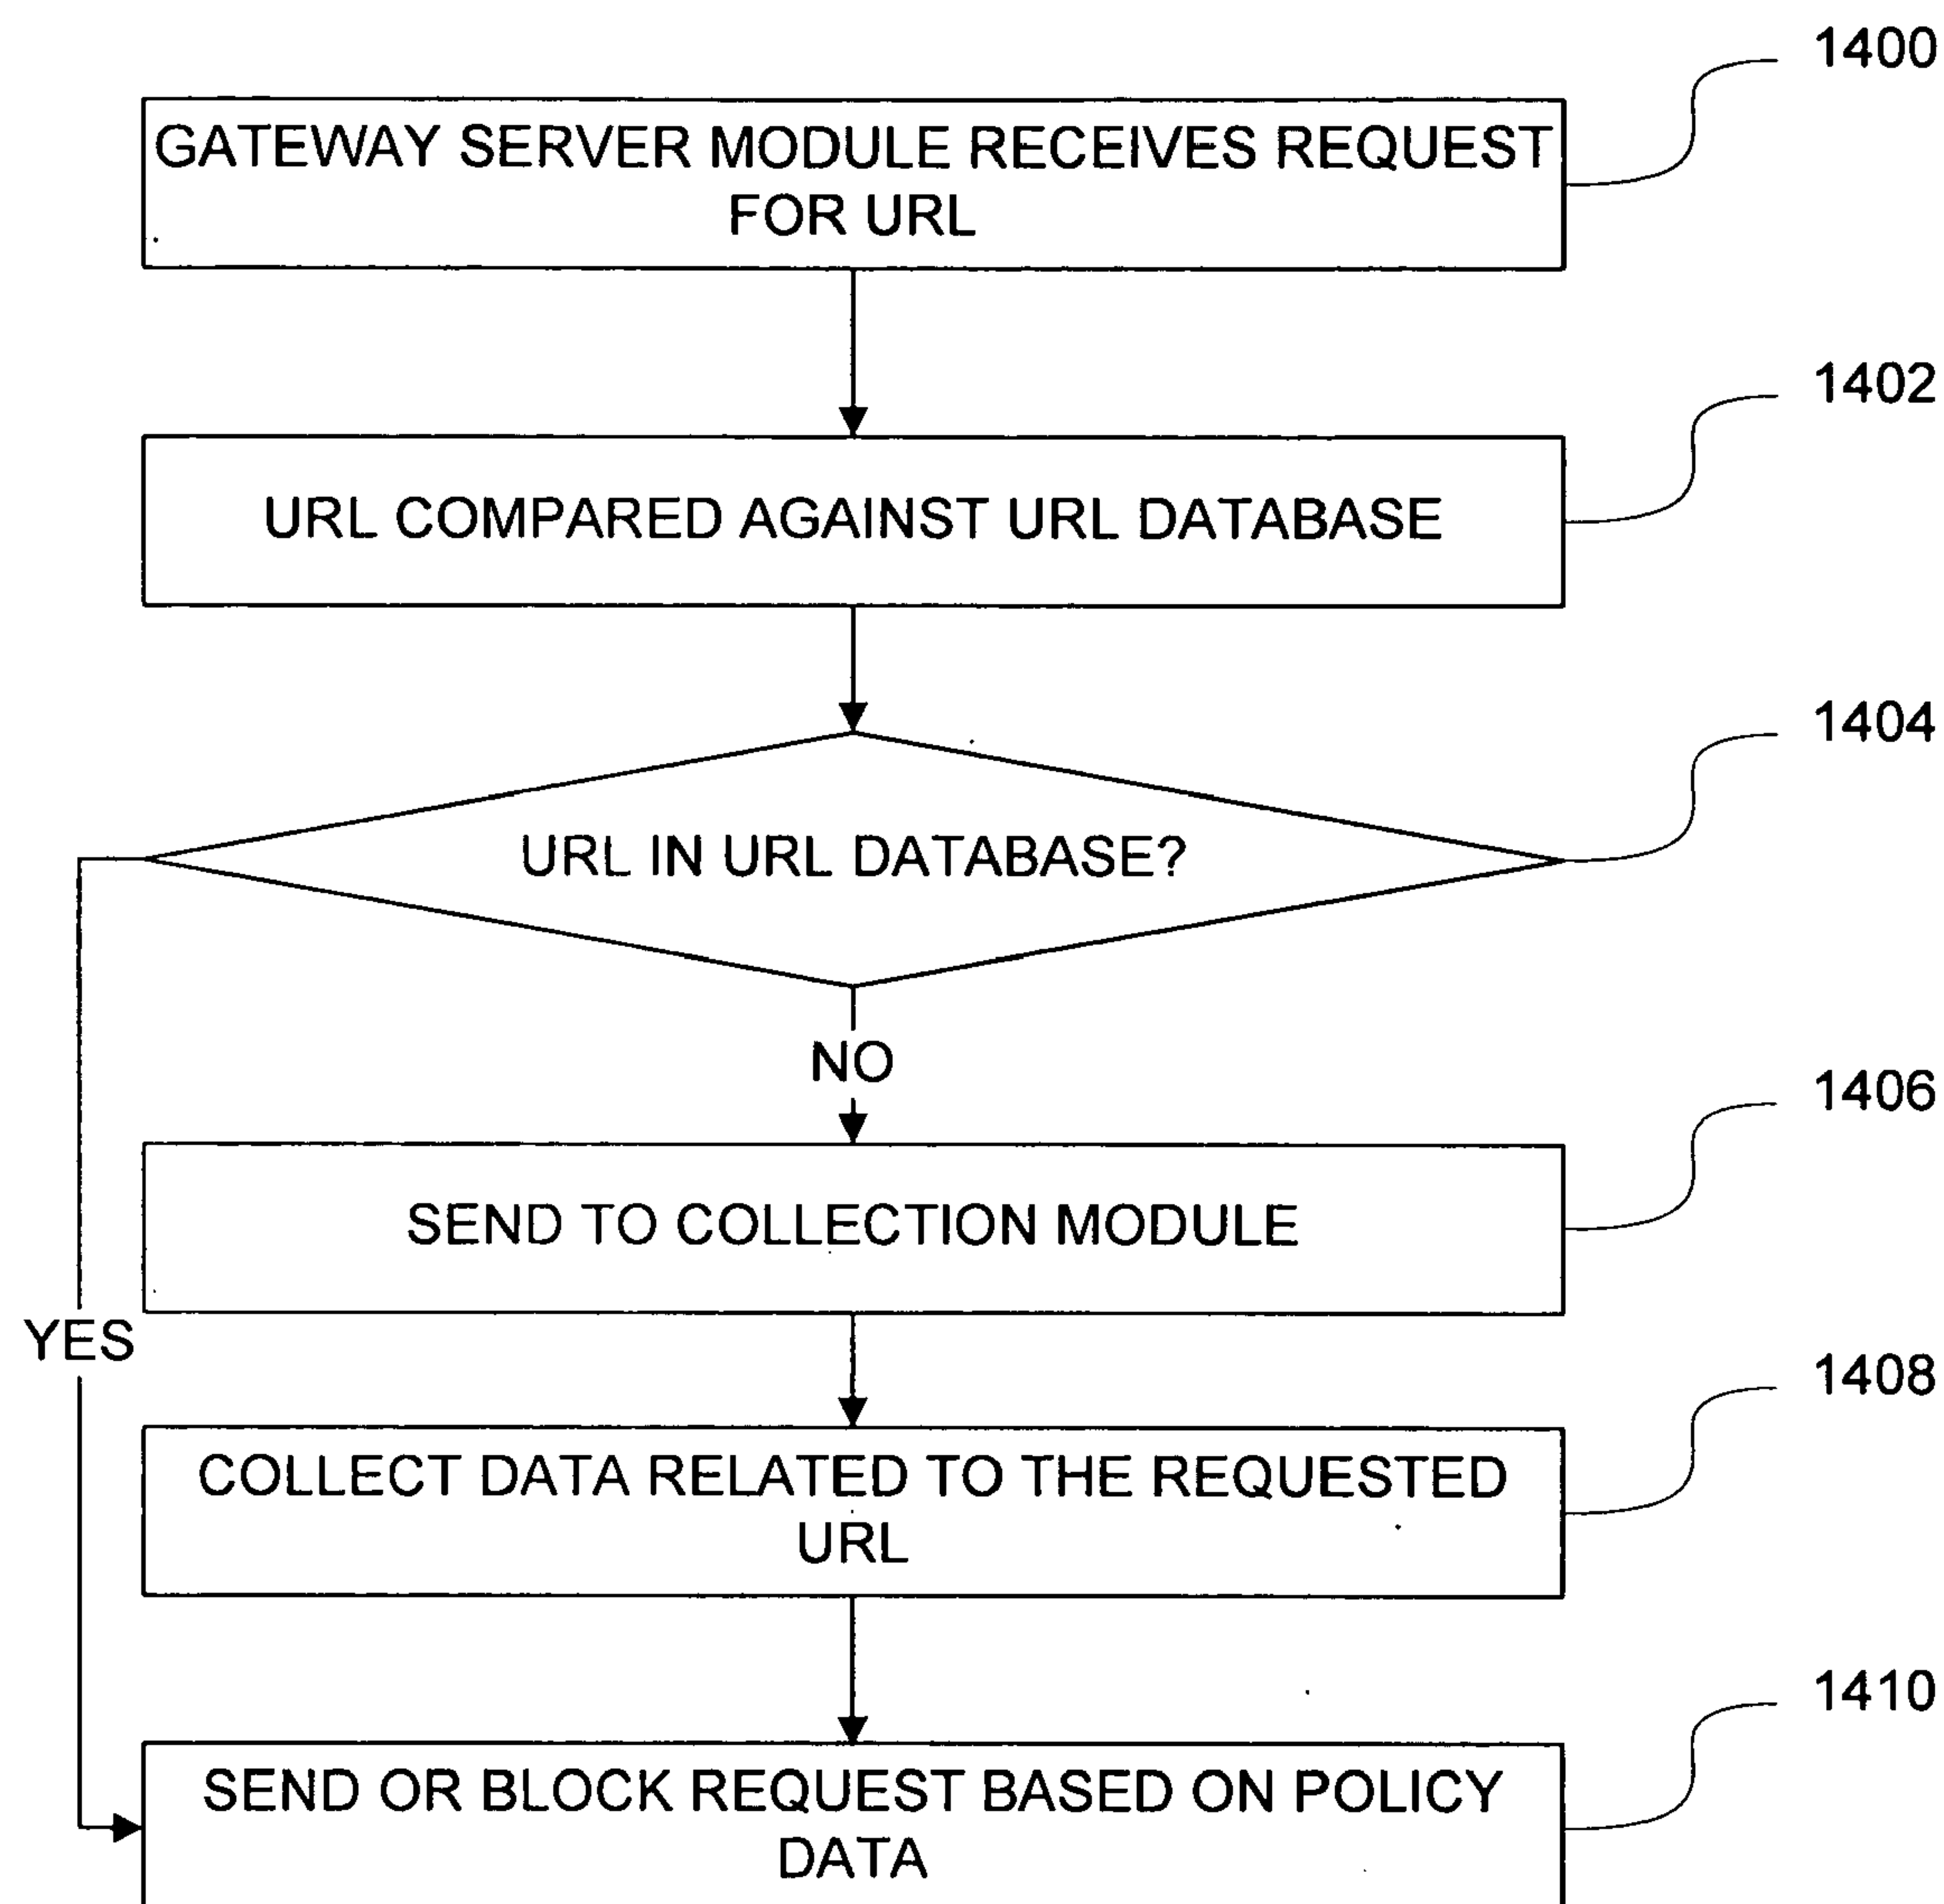 1400
GATEWAY SERVER MODULE RECEIVES REQUEST
FOR URL
1402
URL COMPARED AGAINST URL DATABASE
1404
URL IN URL DATABASE?
NO
1406
SEND TO COLLECTION MODULE
YES
1408
COLLECT DATA RELATED TO THE REQUESTED
URL
1410
SEND OR BLOCK REQUEST BASED ON POLICY
DATA